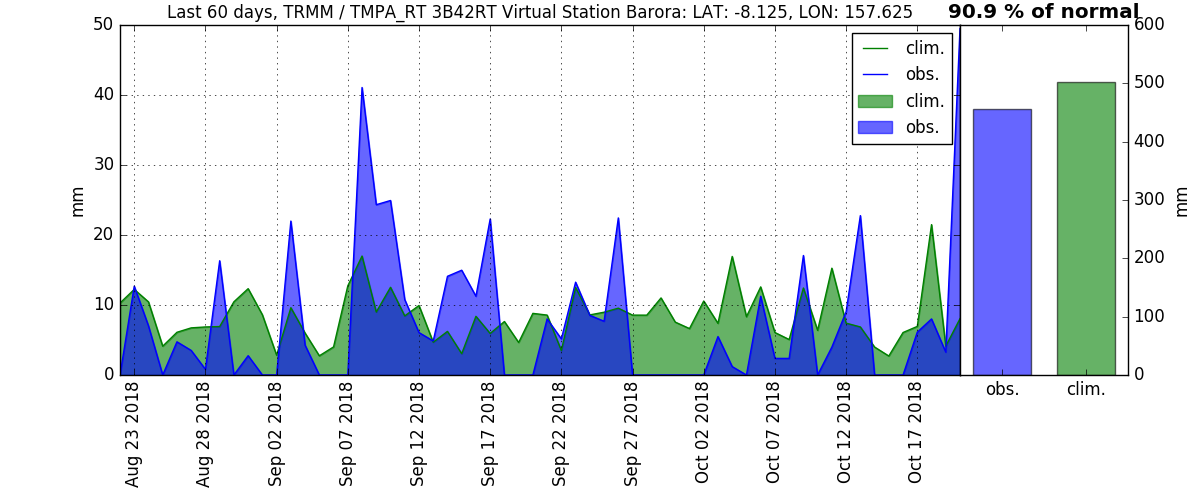 Last 60 days, TRMM / TMPA_RT 3B42RT Virtual Station Barora: LAT: -8.125, LON: 157.625
90.9 % of normal
50
40
30
20
10
0
mm
clim.
obs.
clim.
obs.
600
500
400
300
200
100
0
mm
obs.
clim.
Aug 23 2018
Aug 28 2018
Sep 02 2018
Sep 07 2018
Sep 12 2018
Sep 17 2018
Sep 22 2018
Sep 27 2018
Oct 02 2018
Oct 07 2018
Oct 12 2018
Oct 17 2018